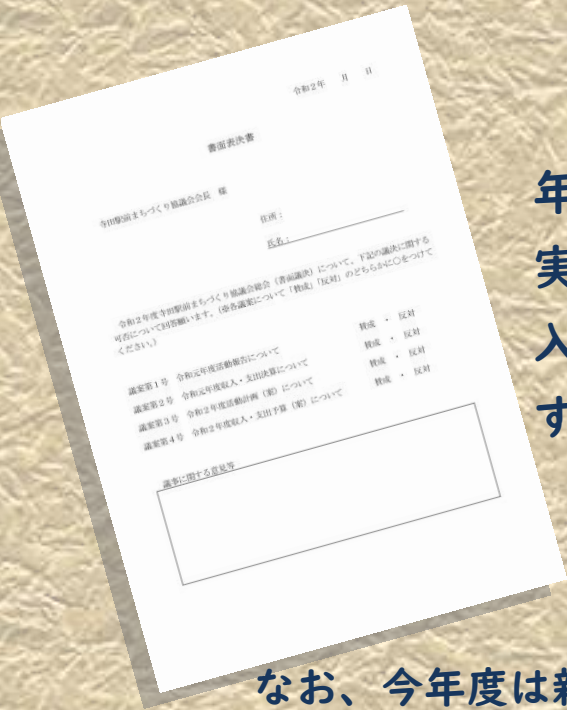 令和2年　月　日
書面表決書
寺田駅前まちづくり協議会会長　様
住所：
氏名：
令和2年度寺田駅前まちづくり協議会総会（書面議決）について、下記の議決に関する
可否について回答願います。（各議案について「賛成」「反対」のどちらかに○をつけて
ください。）
議案第1号　令和元年度活動報告について　賛成　・　反対
議案第2号　令和元年度収入・支出決算について　賛成　・　反対
議案第3号　令和2年度活動計画（案）について　賛成　・　反対
議案第4号　令和2年度収入・支出予算（案）について　賛成　・　反対
議事に関する意見等
年
実
入
す
なお、今年度は新